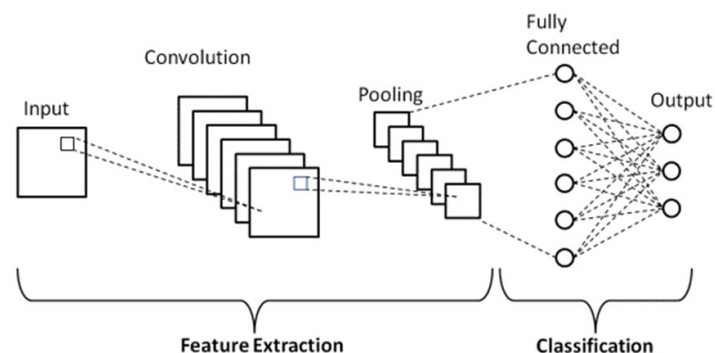 Input
Convolution
Pooling
Fully
Connected
Output
Feature Extraction
Classification